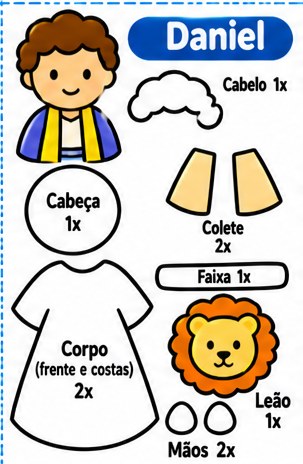 Daniel
Cabelo 1x
Cabeça
1x
Colete
2x
Faixa 1x
Corpo
(frente e costas)
2x
Leão
1x
Mãos 2x